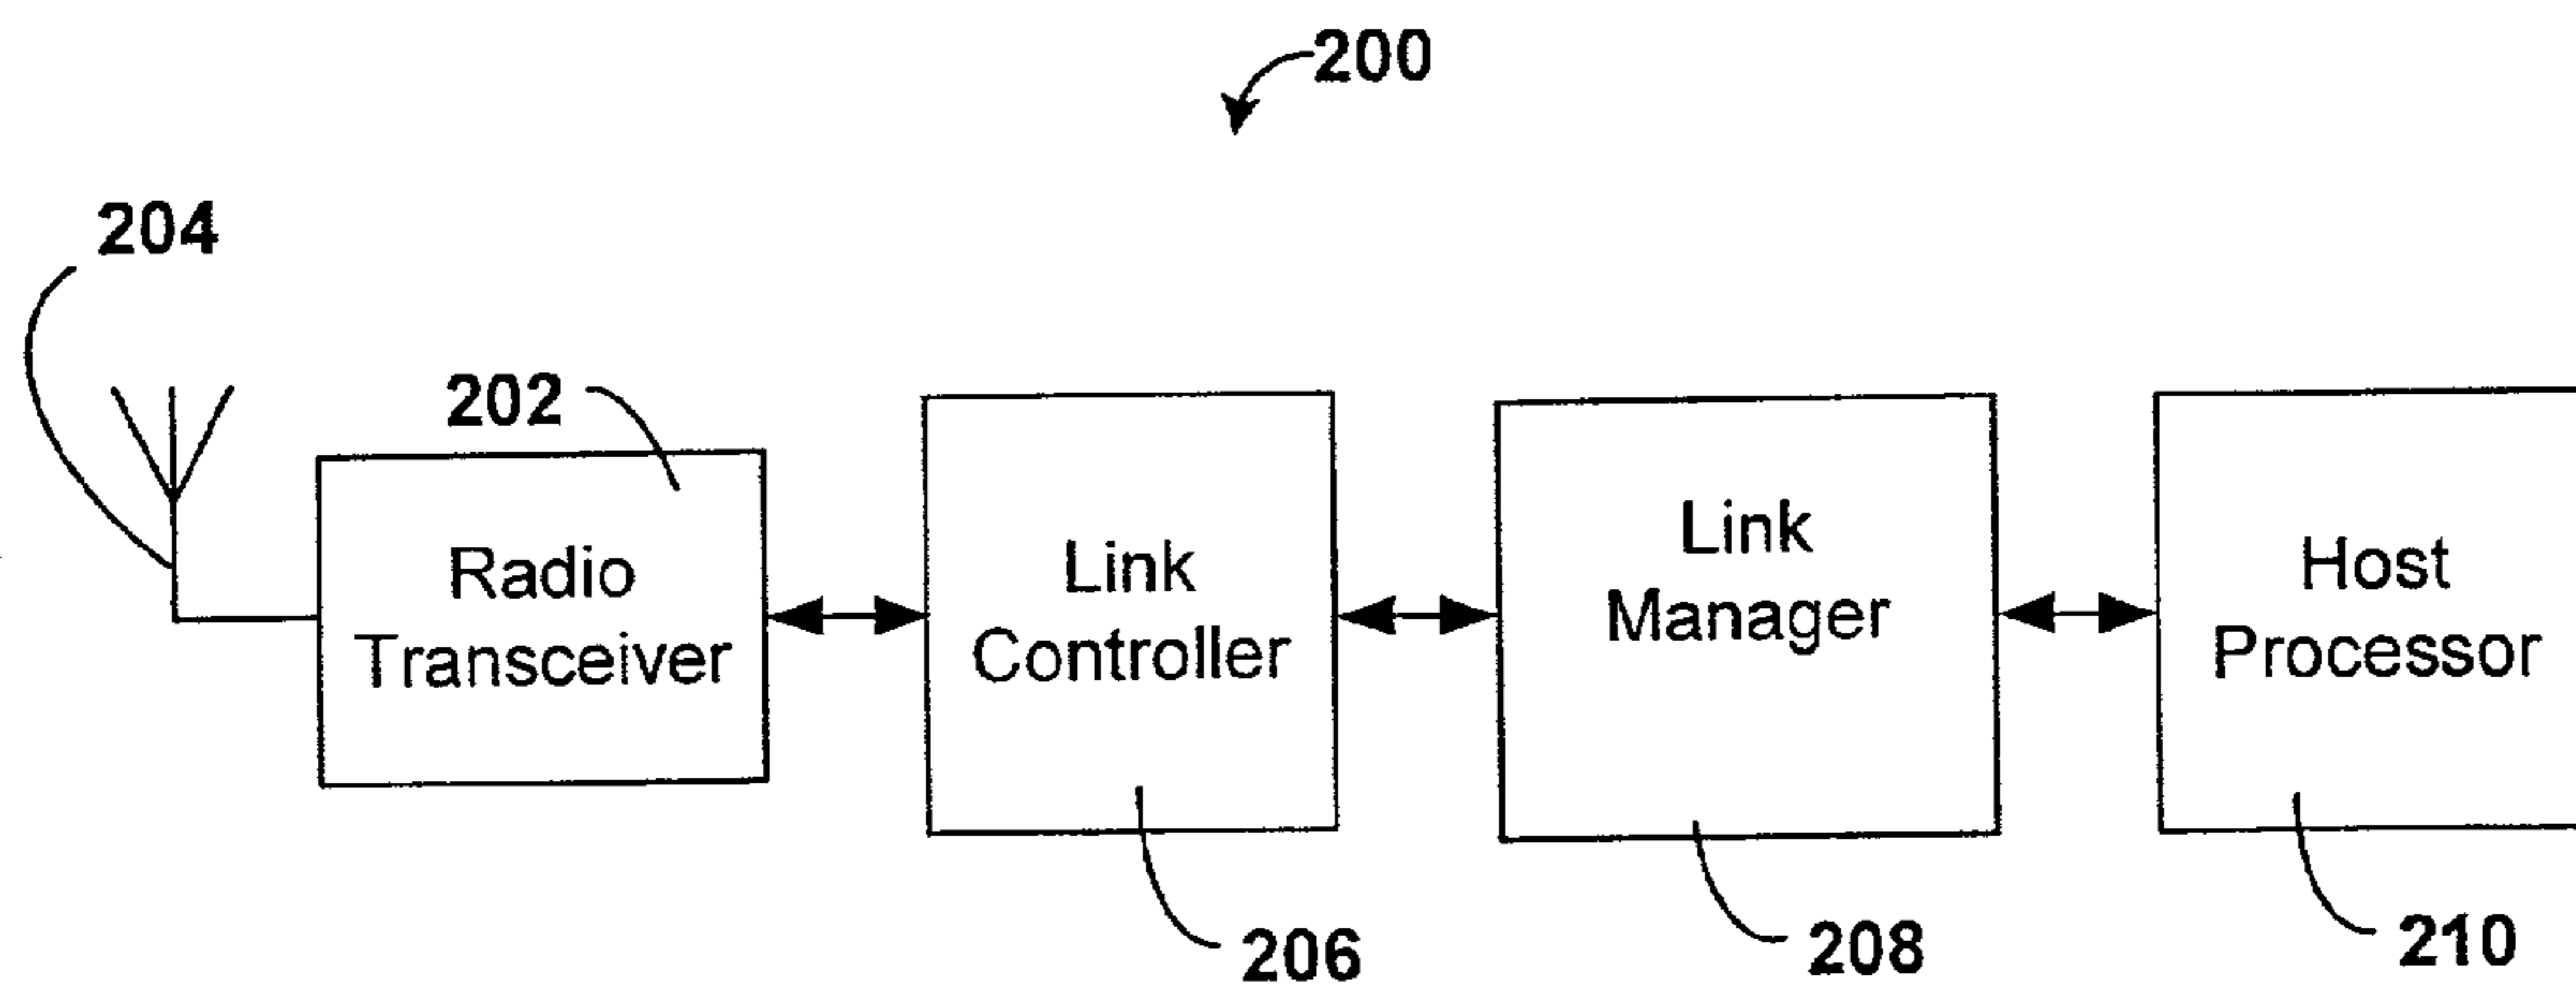 200
204
202
Radio
Transceiver
Link
Controller
Link
Manager
Host
Processor
206
208
210